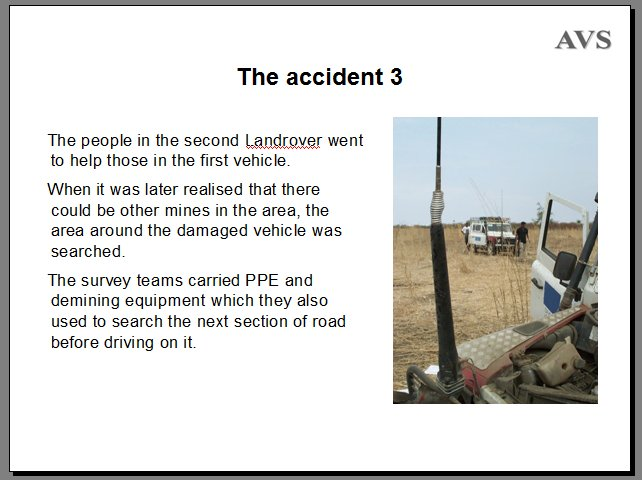 AVS
The accident 3
The people in the second Landrover went
to help those in the first vehicle.
When it was later realised that there
could be other mines in the area, the
area around the damaged vehicle was
searched.
The survey teams carried PPE and
demining equipment which they also
used to search the next section of road
before driving on it.